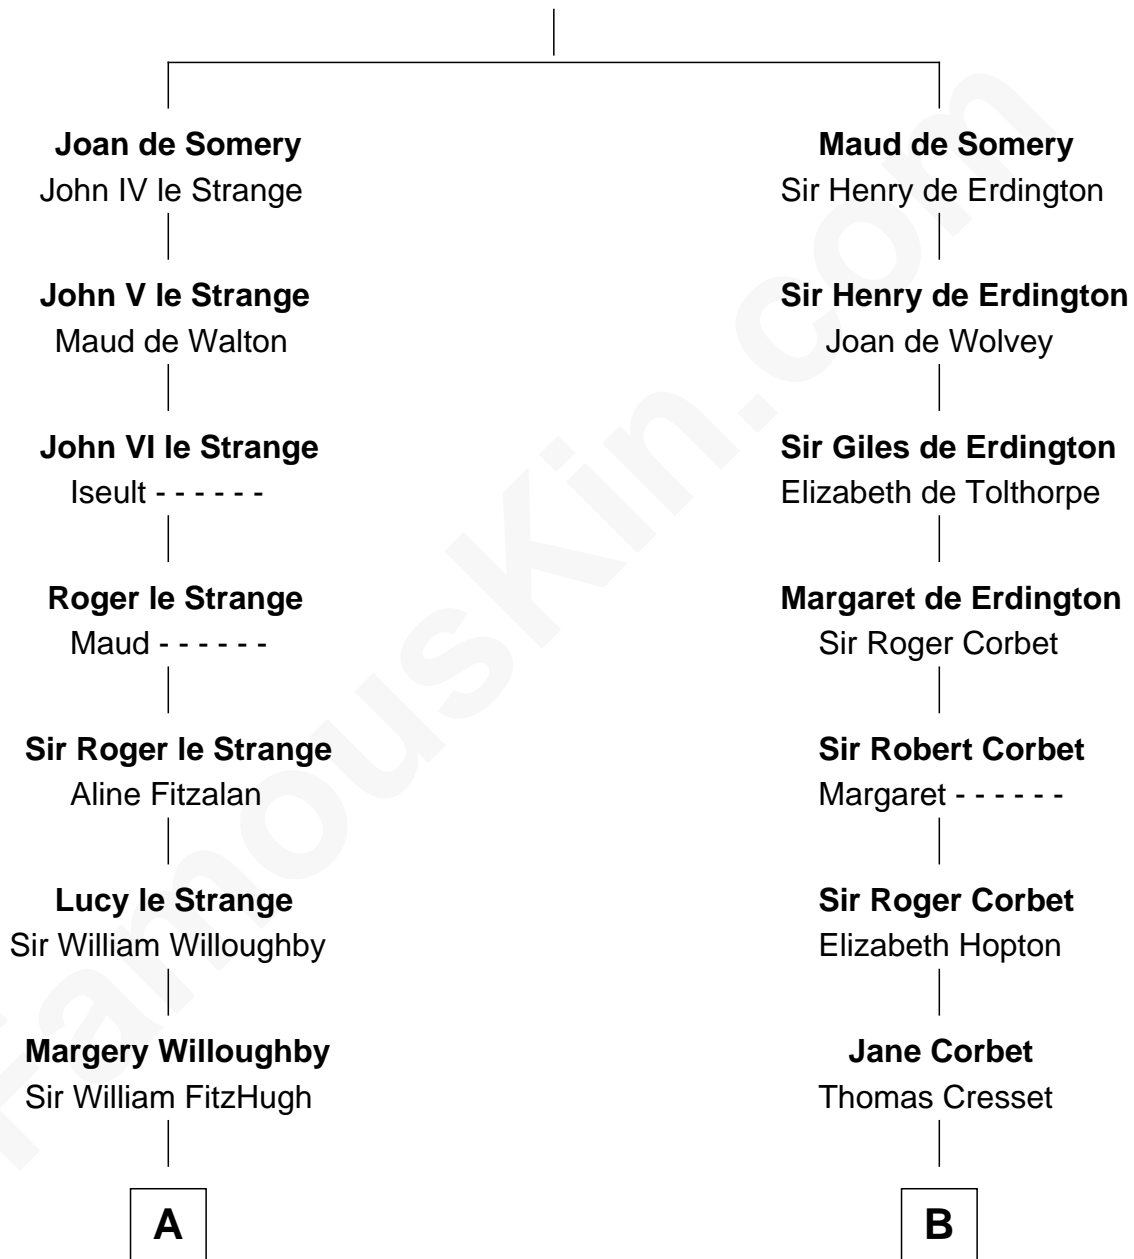 Joan de Somery
John IV le Strange
John V le Strange
Maud de Walton
John VI le Strange
Iseult - - - - - -
Roger le Strange
Maud - - - - - -
Sir Roger le Strange
Aline Fitzalan
Lucy le Strange
Sir William Willoughby
Margery Willoughby
Sir William FitzHugh
A
Maud de Somery
Sir Henry de Erdington
Sir Henry de Erdington
Joan de Wolvey
Sir Giles de Erdington
Elizabeth de Tolthorpe
Margaret de Erdington
Sir Roger Corbet
Sir Robert Corbet
Margaret - - - - - -
Sir Roger Corbet
Elizabeth Hopton
Jane Corbet
Thomas Cresset
B
FamousKin.com